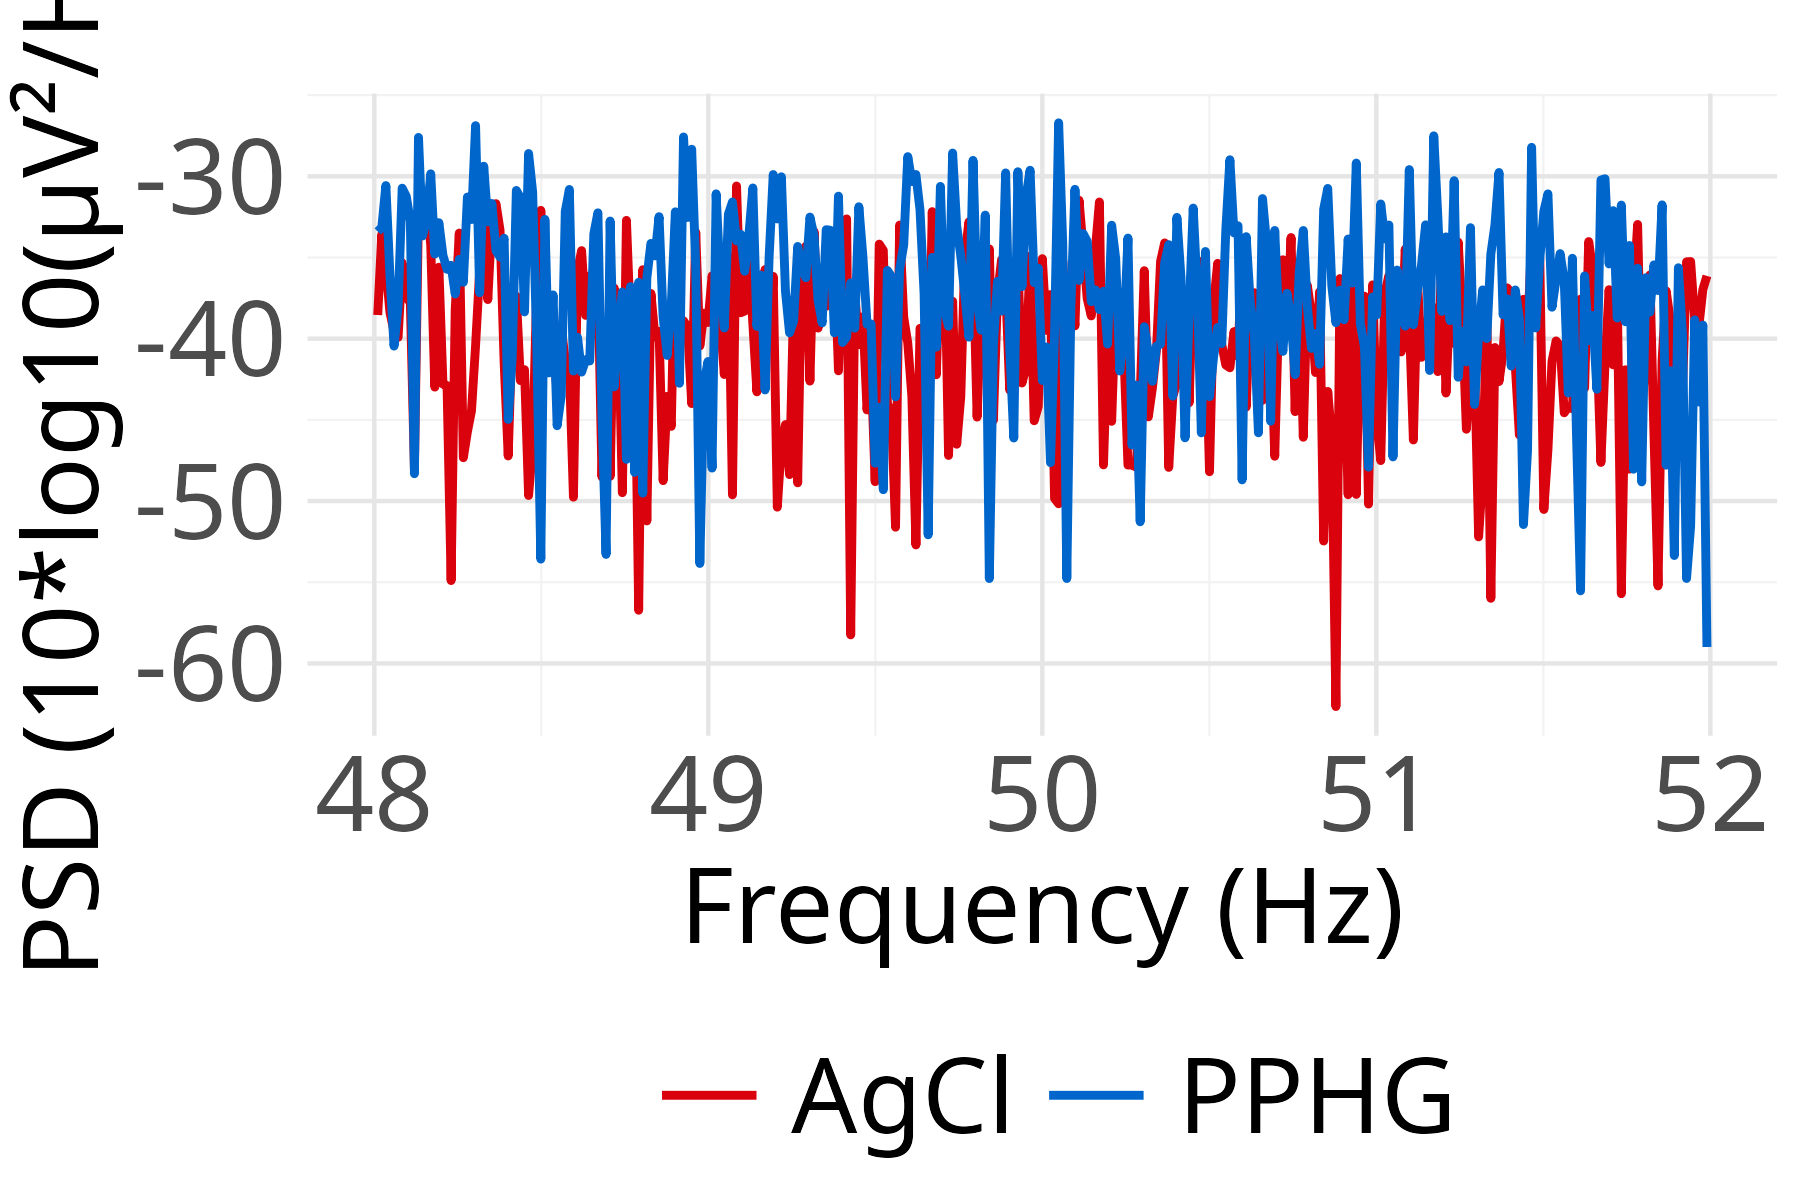 PSD (10*log10(µV²/H
-30
-40
-50
-60
48 49 50 51 52
Frequency (Hz)
AgCl PPHG